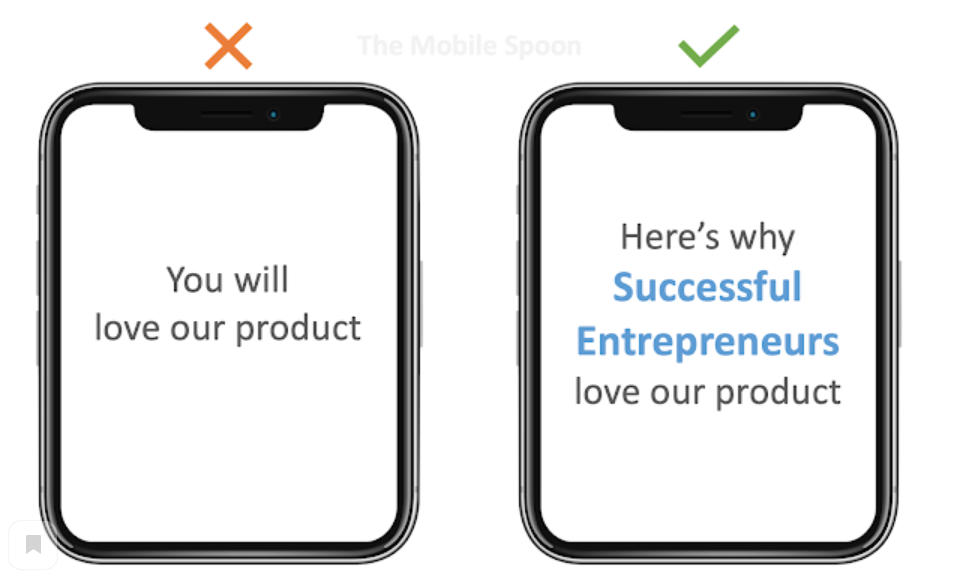 The Mobile Spoon
You will
love our product
Here’s why
Successful
Entrepreneurs
love our product